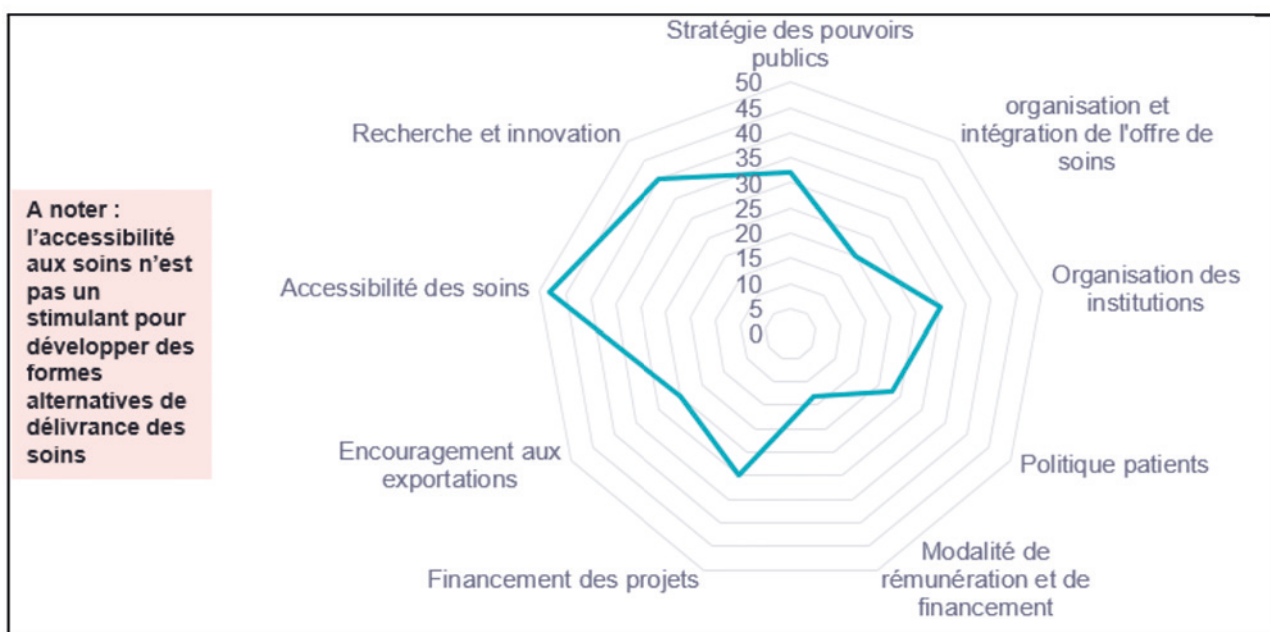 Stratégie des pouvoirs
publics
50
45
40
35
30
25
20
15
10
5
0
organisation et
intégration de l'offre de
soins
Organisation des
institutions
Politique patients
Modalité de
rémunération et de
financement
Financement des projets
Encouragement aux
exportations
Accessibilité des soins
Recherche et innovation
A noter :
l'accessibilité
aux soins n'est
pas un
stimulant pour
développer des
formes
alternatives de
délivrance des
soins